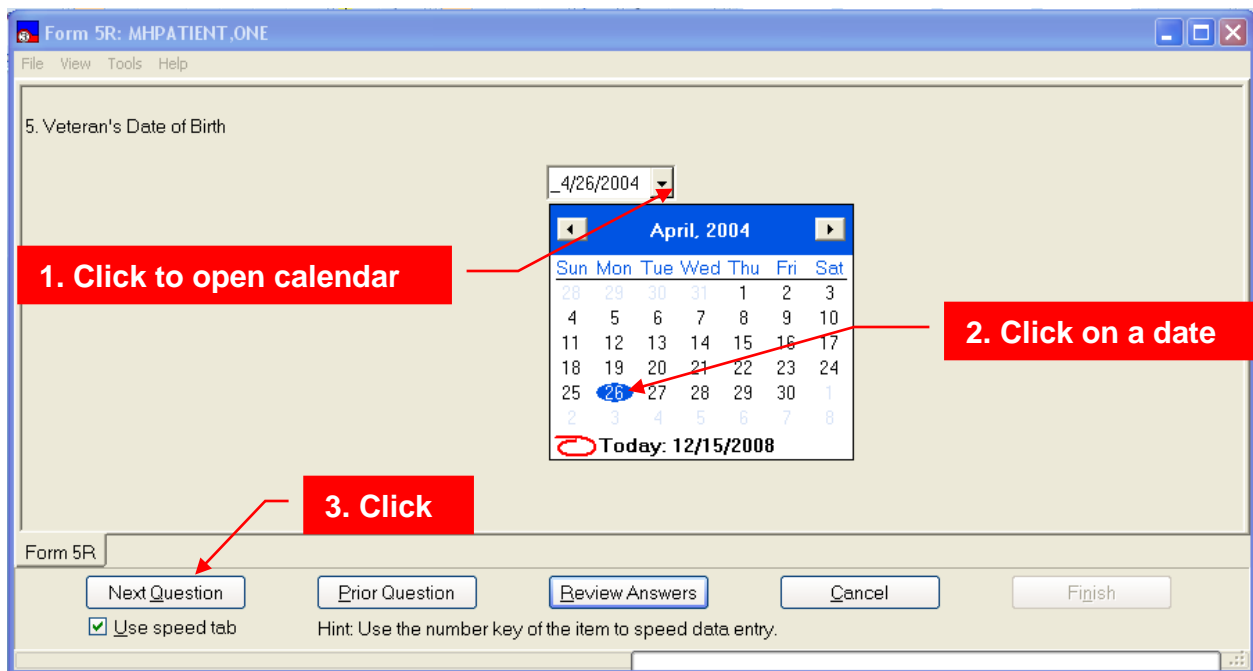 Form 5R: MHPATIENT,ONE
File View Tools Help
5. Veteran's Date of Birth
_4/26/2004
April, 2004
Sun Mon Tue Wed Thu Fri Sat
28 29 30 31 1 2 3
4 5 6 7 8 9 10
11 12 13 14 15 16 17
18 19 20 21 22 23 24
25 26 27 28 29 30 1
2 3 4 5 6 7 8
Today: 12/15/2008
1. Click to open calendar
2. Click on a date
3. Click
Form 5R
Next Question Prior Question Review Answers Cancel Finish
Use speed tab Hint: Use the number key of the item to speed data entry.